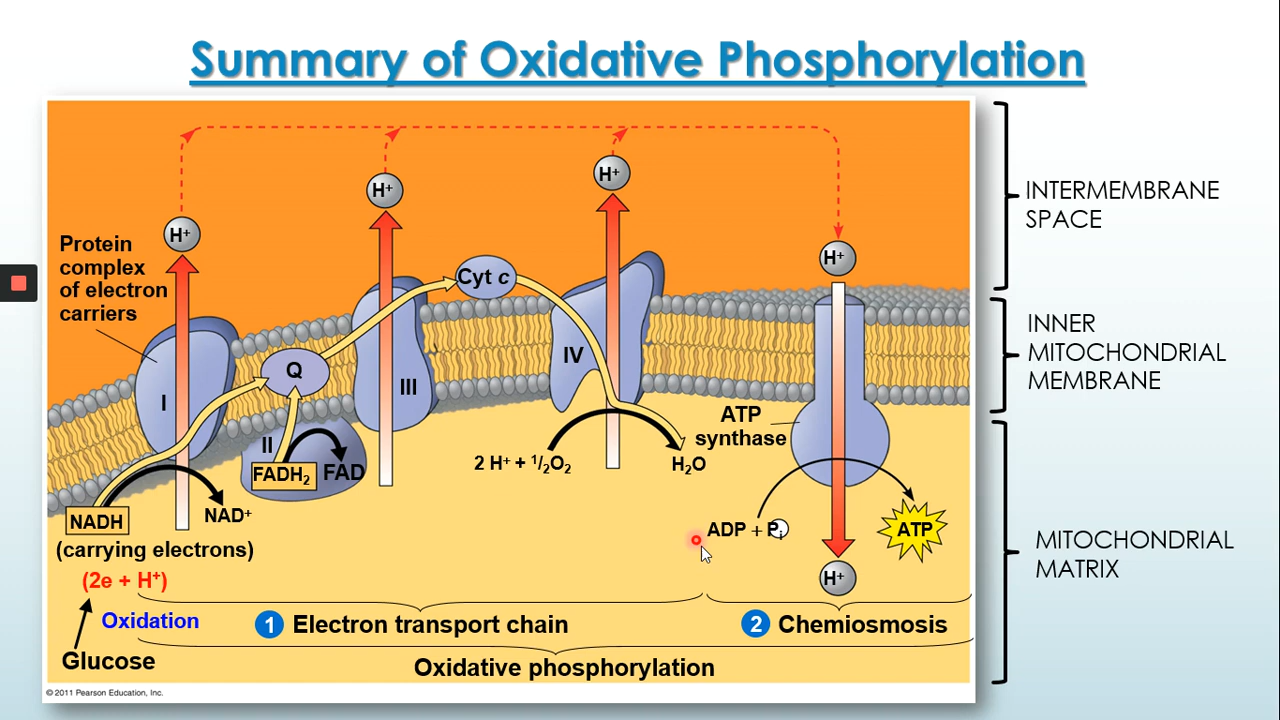 Summary of Oxidative Phosphorylation
H⁺
H⁺
H⁺
H⁺
Protein
complex
of electron
carriers
Cyt c
Q
I
II
III
IV
FADH₂
FAD
NADH
NAD⁺
(carrying electrons)
(2e + H⁺)
Oxidation
Glucose
2 H⁺ + ¹/₂O₂
H₂O
ATP
synthase
ADP + Pᵢ
ATP
H⁺
1 Electron transport chain
2 Chemiosmosis
Oxidative phosphorylation
© 2011 Pearson Education, Inc.
INTERMEMBRANE
SPACE
INNER
MITOCHONDRIAL
MEMBRANE
MITOCHONDRIAL
MATRIX